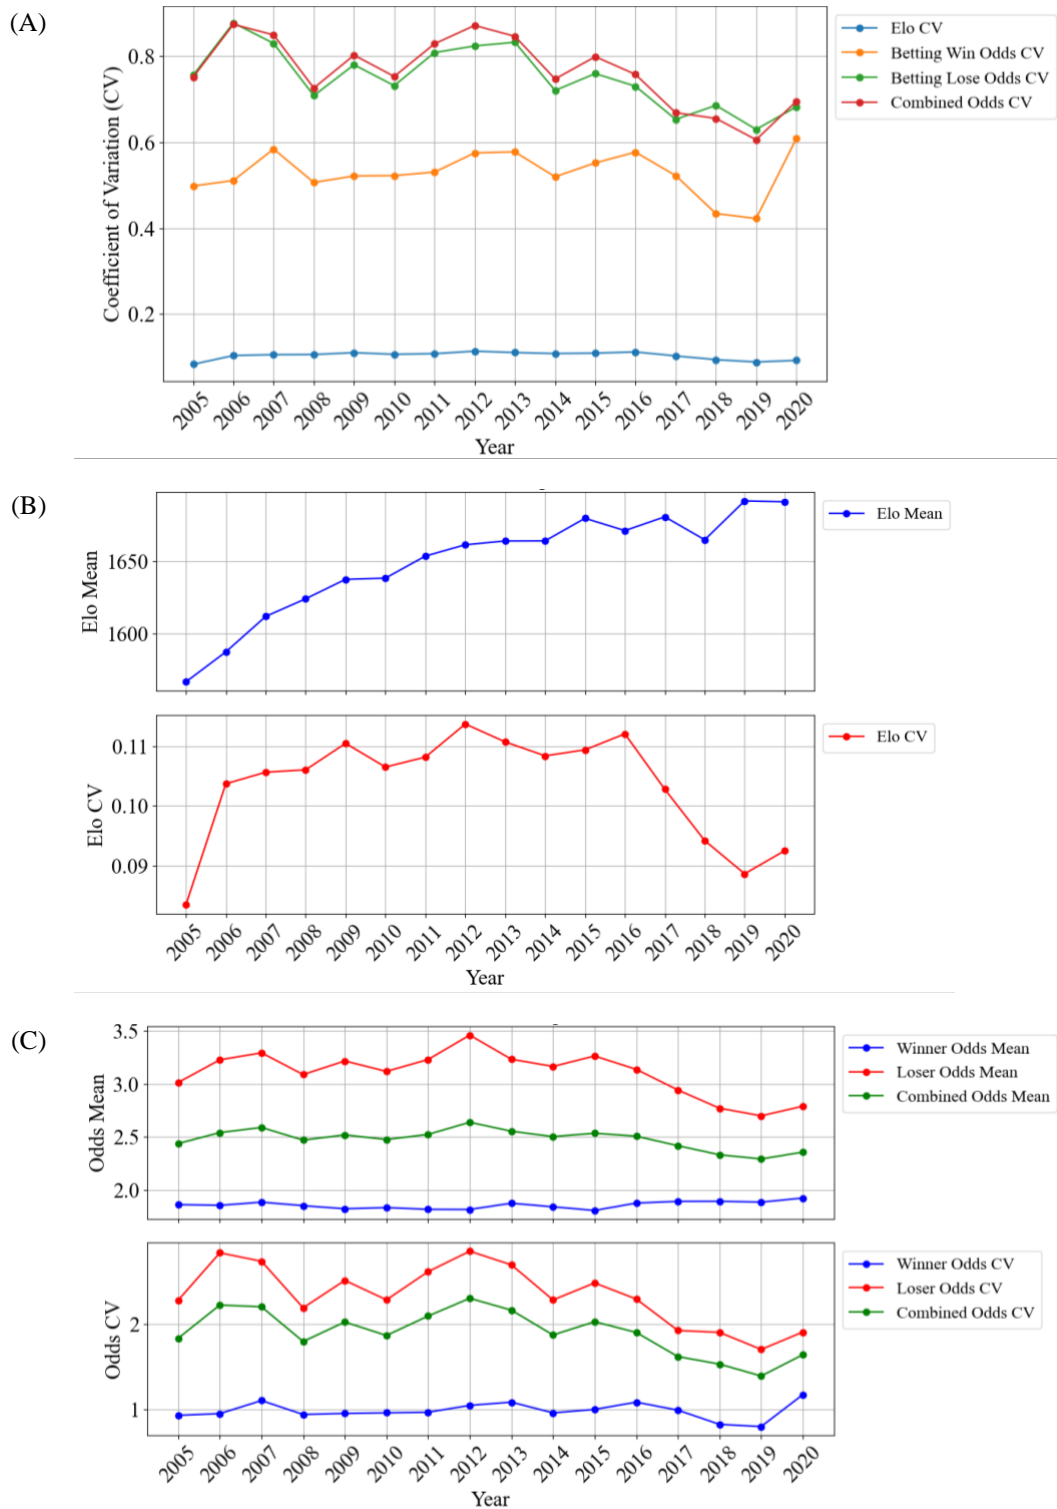 (A)
Coefficient of Variation (CV)
0.8
0.6
0.4
0.2
2005 2006 2007 2008 2009 2010 2011 2012 2013 2014 2015 2016 2017 2018 2019 2020
Year
Elo CV
Betting Win Odds CV
Betting Lose Odds CV
Combined Odds CV
(B)
Elo Mean
1650
1600
Elo Mean
Elo CV
0.11
0.10
0.09
2005 2006 2007 2008 2009 2010 2011 2012 2013 2014 2015 2016 2017 2018 2019 2020
Year
Elo CV
(C)
Odds Mean
3.5
3.0
2.5
2.0
Winner Odds Mean
Loser Odds Mean
Combined Odds Mean
Odds CV
2
1
2005 2006 2007 2008 2009 2010 2011 2012 2013 2014 2015 2016 2017 2018 2019 2020
Year
Winner Odds CV
Loser Odds CV
Combined Odds CV